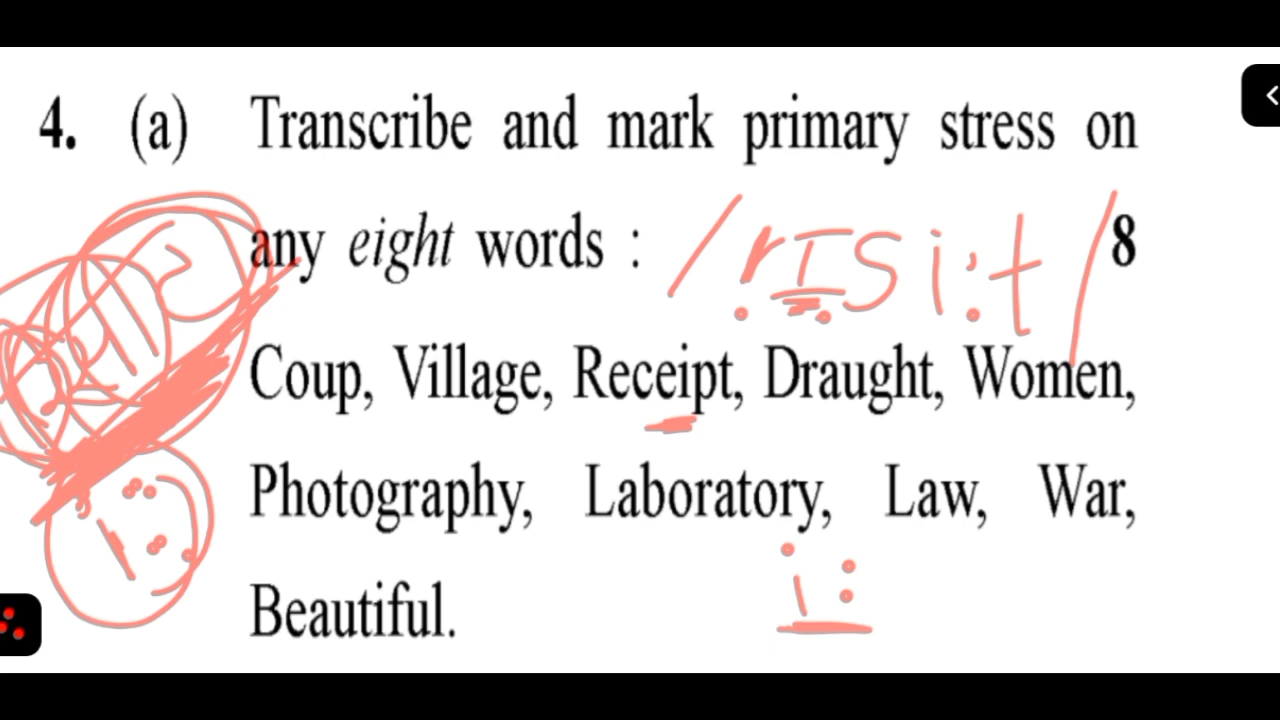 4. (a) Transcribe and mark primary stress on
any eight words : 8
/rɪsi:t/
Coup, Village, Receipt, Draught, Women,
Photography, Laboratory, Law, War,
i:
Beautiful.